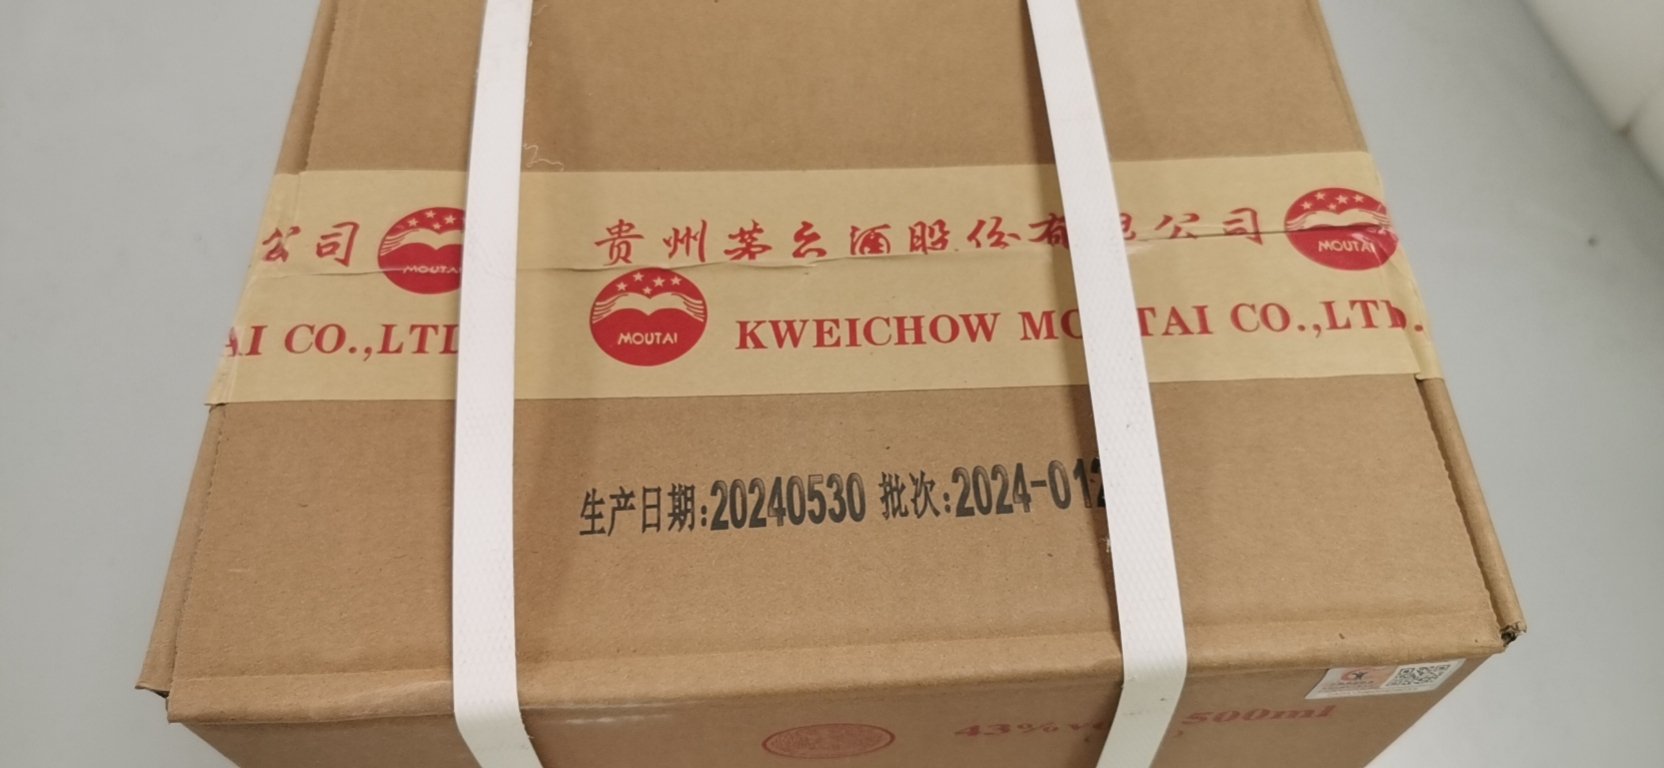 公司 MOUTAI 贵州茅台酒股份有限公司 MOUTAI
AI CO.,LTD MOUTAI KWEICHOW MOUTAI CO.,LTD.
生产日期:20240530 批次:2024-012
43%v 500ml